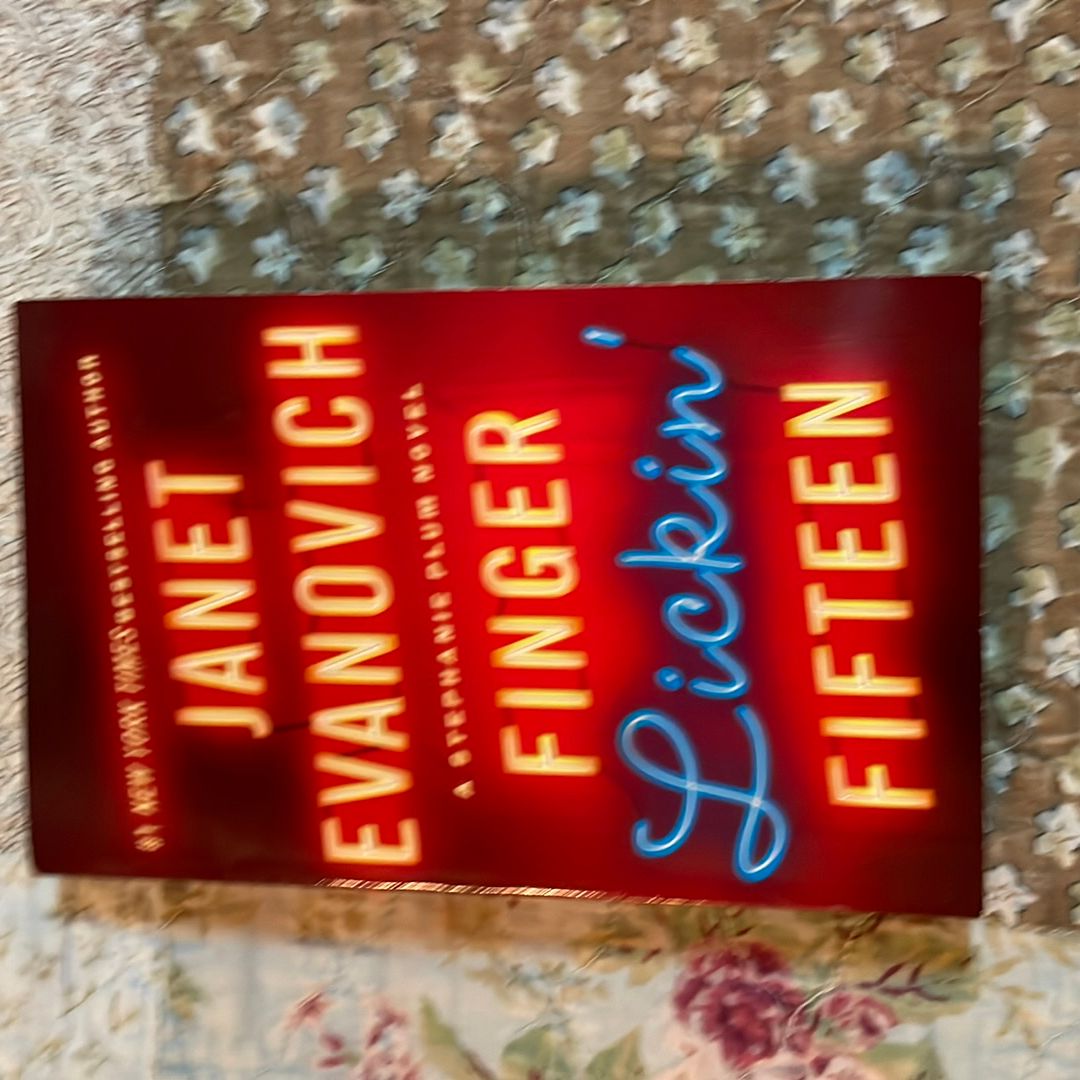 #1 NEW YORK TIMES BESTSELLING AUTHOR
JANET
EVANOVICH
A STEPHANIE PLUM NOVEL
FINGER
Lickin'
FIFTEEN